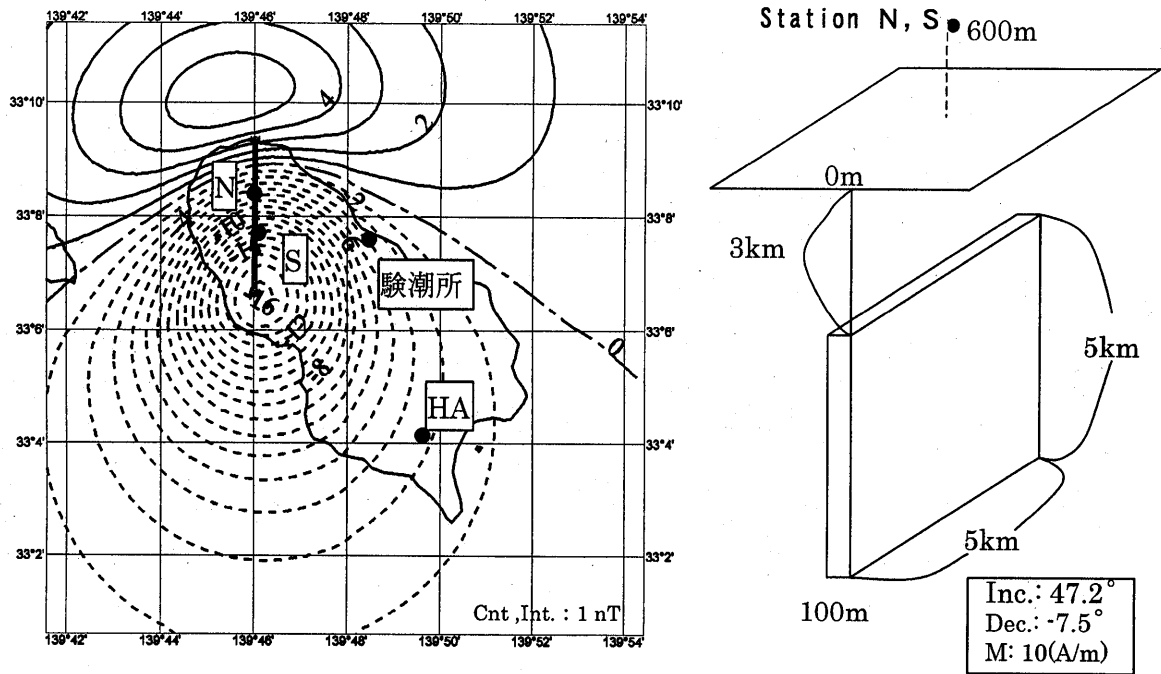 139°42' 139°44' 139°46' 139°48' 139°50' 139°52' 139°54'
33°10' 33°10'
33°8' 33°8'
33°6' 33°6'
33°4' 33°4'
33°2' 33°2'
139°42' 139°44' 139°46' 139°48' 139°50' 139°52' 139°54'
4
2
N
S
-16
-8
0
験潮所
HA
Cnt ,Int. : 1 nT
Station N, S
600m
0m
3km
5km
5km
100m
Inc.: 47.2°
Dec.: -7.5°
M: 10(A/m)